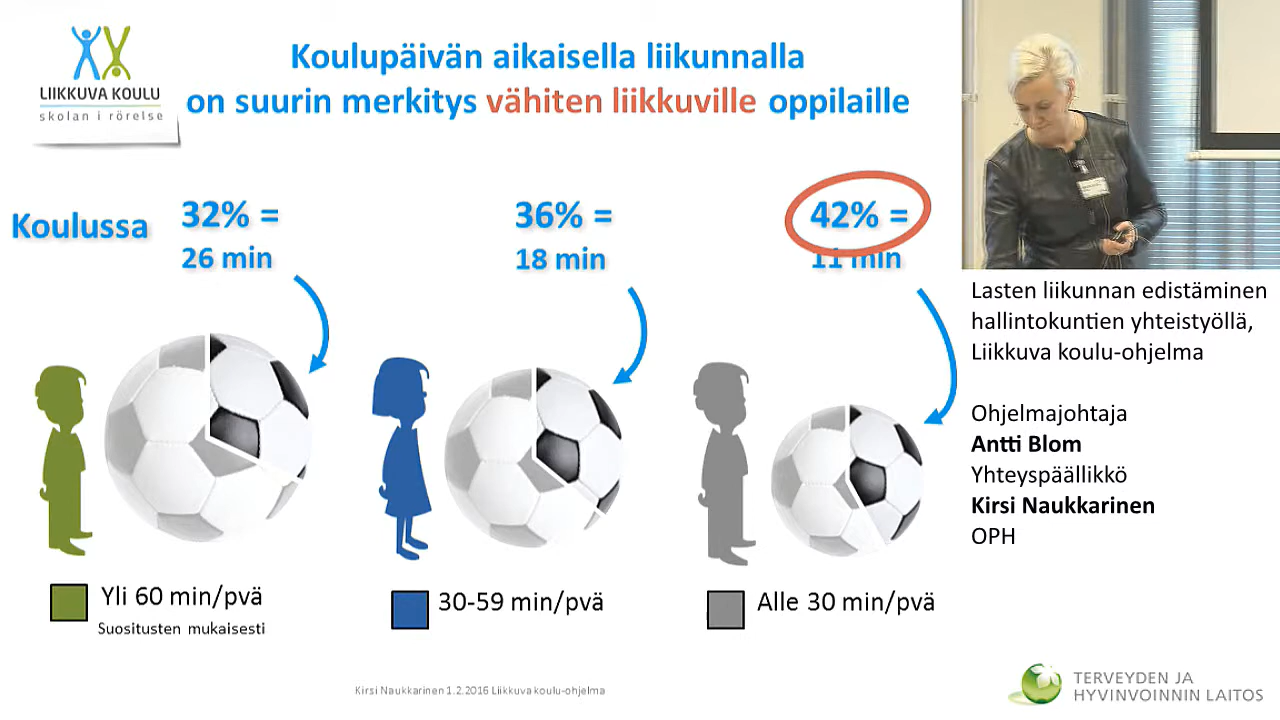 LIIKKUVA KOULU
skolan i rörelse
Koulupäivän aikaisella liikunnalla
on suurin merkitys vähiten liikkuville oppilaille
Koulussa
32% =
26 min
36% =
18 min
42% =
11 min
Yli 60 min/pvä
Suositusten mukaisesti
30-59 min/pvä
Alle 30 min/pvä
Kirsi Naukkarinen 1.2.2016 Liikkuva koulu-ohjelma
Lasten liikunnan edistäminen
hallintokuntien yhteistyöllä,
Liikkuva koulu-ohjelma
Ohjelmajohtaja
Antti Blom
Yhteyspäällikkö
Kirsi Naukkarinen
OPH
TERVEYDEN JA
HYVINVOINNIN LAITOS